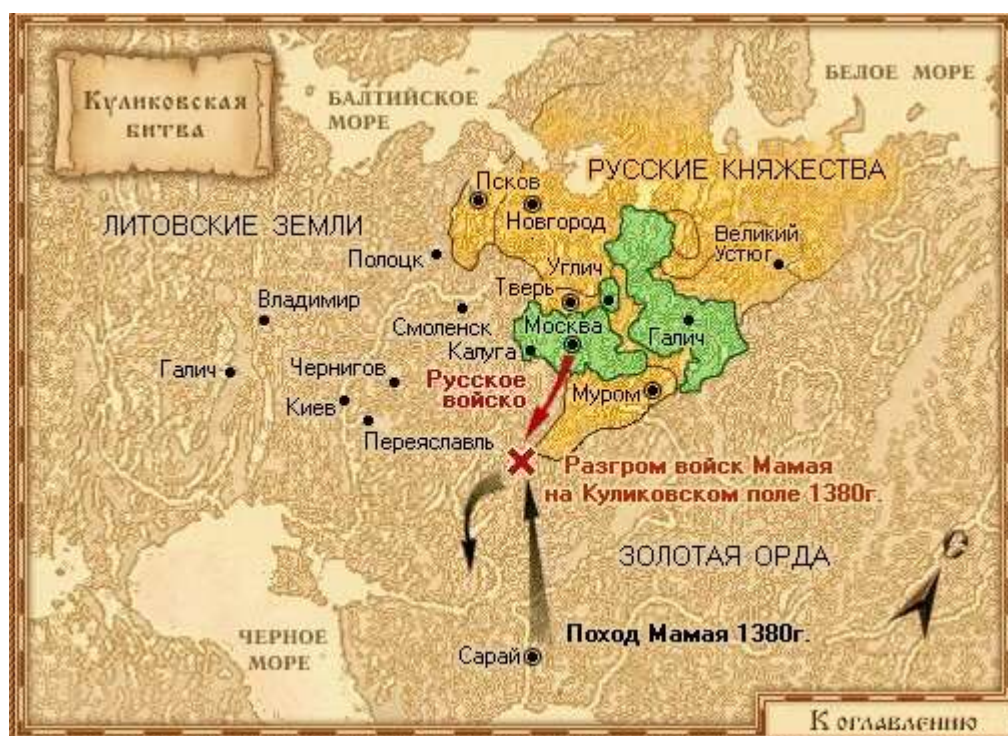 Куликовская
битва
БАЛТИЙСКОЕ
МОРЕ
БЕЛОЕ МОРЕ
РУССКИЕ КНЯЖЕСТВА
Псков
Новгород
ЛИТОВСКИЕ ЗЕМЛИ
Великий
Устюг
Полоцк
Углич
Тверь
Владимир
Смоленск
Москва
Галич
Калуга
Галич
Чернигов
Русское
войско
Муром
Киев
Переяславль
Разгром войск Мамая
на Куликовском поле 1380г.
ЗОЛОТАЯ ОРДА
С
ЧЕРНОЕ
МОРЕ
Поход Мамая 1380г.
Сарай
К оглавлению